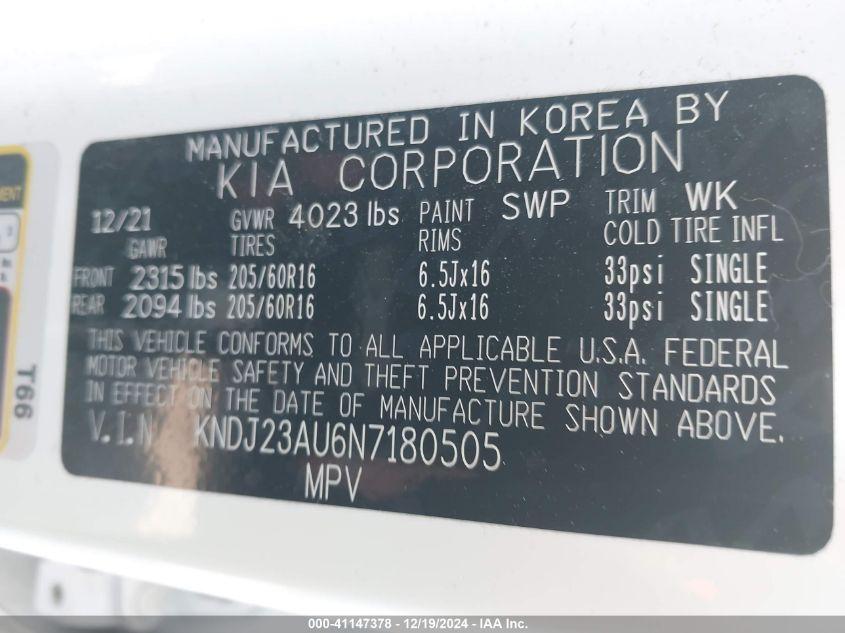 MANUFACTURED IN KOREA BY
KIA CORPORATION
12/21 GVWR 4023 lbs PAINT SWP TRIM WK
GAWR TIRES RIMS COLD TIRE INFL
FRONT 2315 lbs 205/60R16 6.5Jx16 33psi SINGLE
REAR 2094 lbs 205/60R16 6.5Jx16 33psi SINGLE
THIS VEHICLE CONFORMS TO ALL APPLICABLE U.S.A. FEDERAL
MOTOR VEHICLE SAFETY AND THEFT PREVENTION STANDARDS
IN EFFECT ON THE DATE OF MANUFACTURE SHOWN ABOVE.
V.I.N KNDJ23AU6N7180505
MPV
T66
000-41147378 - 12/19/2024 - IAA Inc.